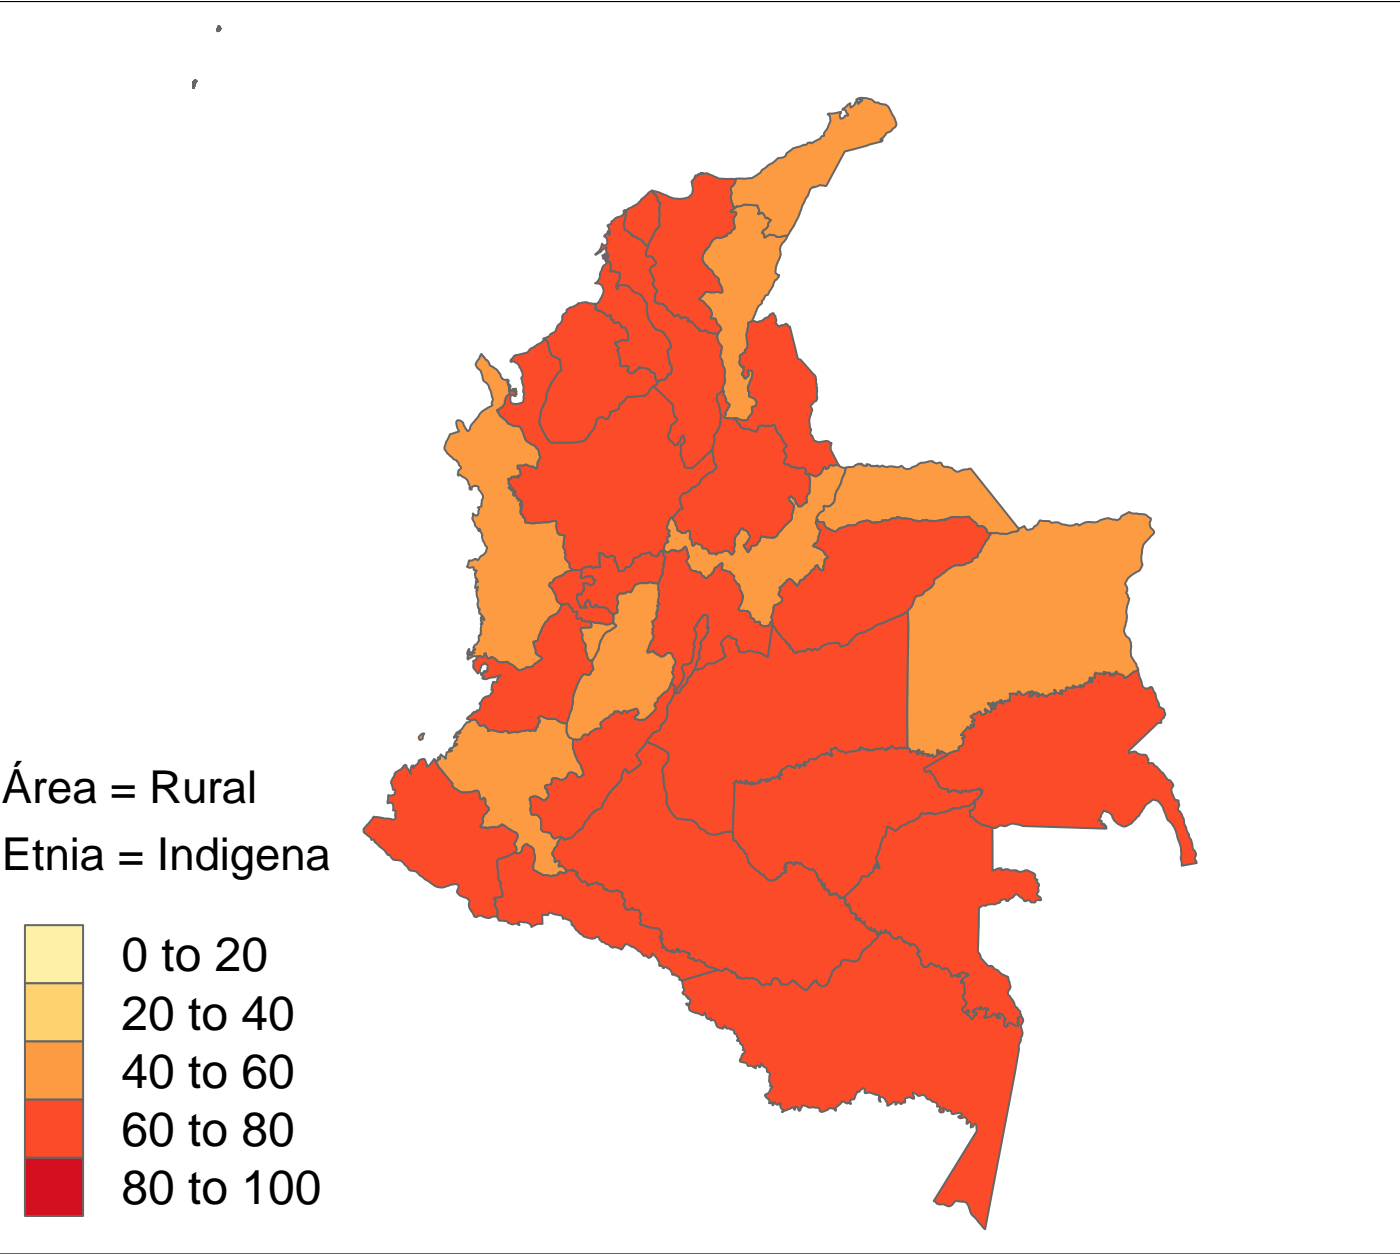 Área = Rural
Etnia = Indigena
0 to 20
20 to 40
40 to 60
60 to 80
80 to 100